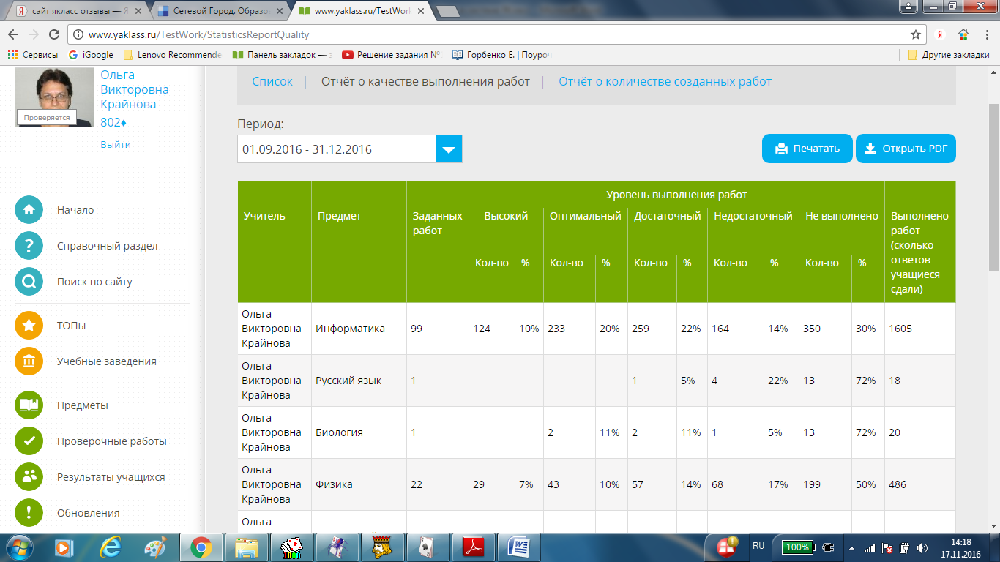 сайт якласс отзывы — Я
Сетевой Город. Образов
www.yaklass.ru/TestWork
www.yaklass.ru/TestWork/StatisticsReportQuality
Сервисы
iGoogle
Lenovo Recommende
Панель закладок — з
Решение задания №
Горбенко Е. | Поуроч
Другие закладки
Ольга
Викторовна
Крайнова
Проверяется
802♦
Выйти
Начало
Справочный раздел
Поиск по сайту
ТОПы
Учебные заведения
Предметы
Проверочные работы
Результаты учащихся
Обновления
Список | Отчёт о качестве выполнения работ | Отчёт о количестве созданных работ
Период:
01.09.2016 - 31.12.2016
Печатать
Открыть PDF
Уровень выполнения работ
Учитель Предмет Заданных Высокий Оптимальный Достаточный Недостаточный Не выполнено Выполнено
работ работ
(сколько
Кол-во % Кол-во % Кол-во % Кол-во % Кол-во % ответов
учащиеся
сдали)
Ольга
Викторовна Информатика 99 124 10% 233 20% 259 22% 164 14% 350 30% 1605
Крайнова
Ольга
Викторовна Русский язык 1 1 5% 4 22% 13 72% 18
Крайнова
Ольга
Викторовна Биология 1 2 11% 2 11% 1 5% 13 72% 20
Крайнова
Ольга
Викторовна Физика 22 29 7% 43 10% 57 14% 68 17% 199 50% 486
Крайнова
Ольга
1000
RU
100%
14:18
17.11.2016